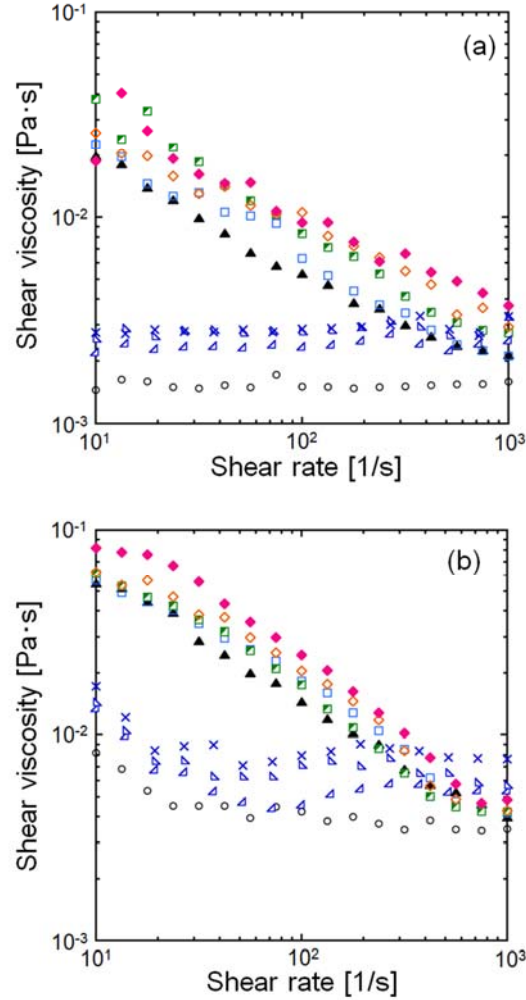 (a)
10⁻¹
10⁻²
10⁻³
Shear viscosity [Pa·s]
10¹ 10² 10³
Shear rate [1/s]
(b)
10⁻¹
10⁻²
10⁻³
Shear viscosity [Pa·s]
10¹ 10² 10³
Shear rate [1/s]